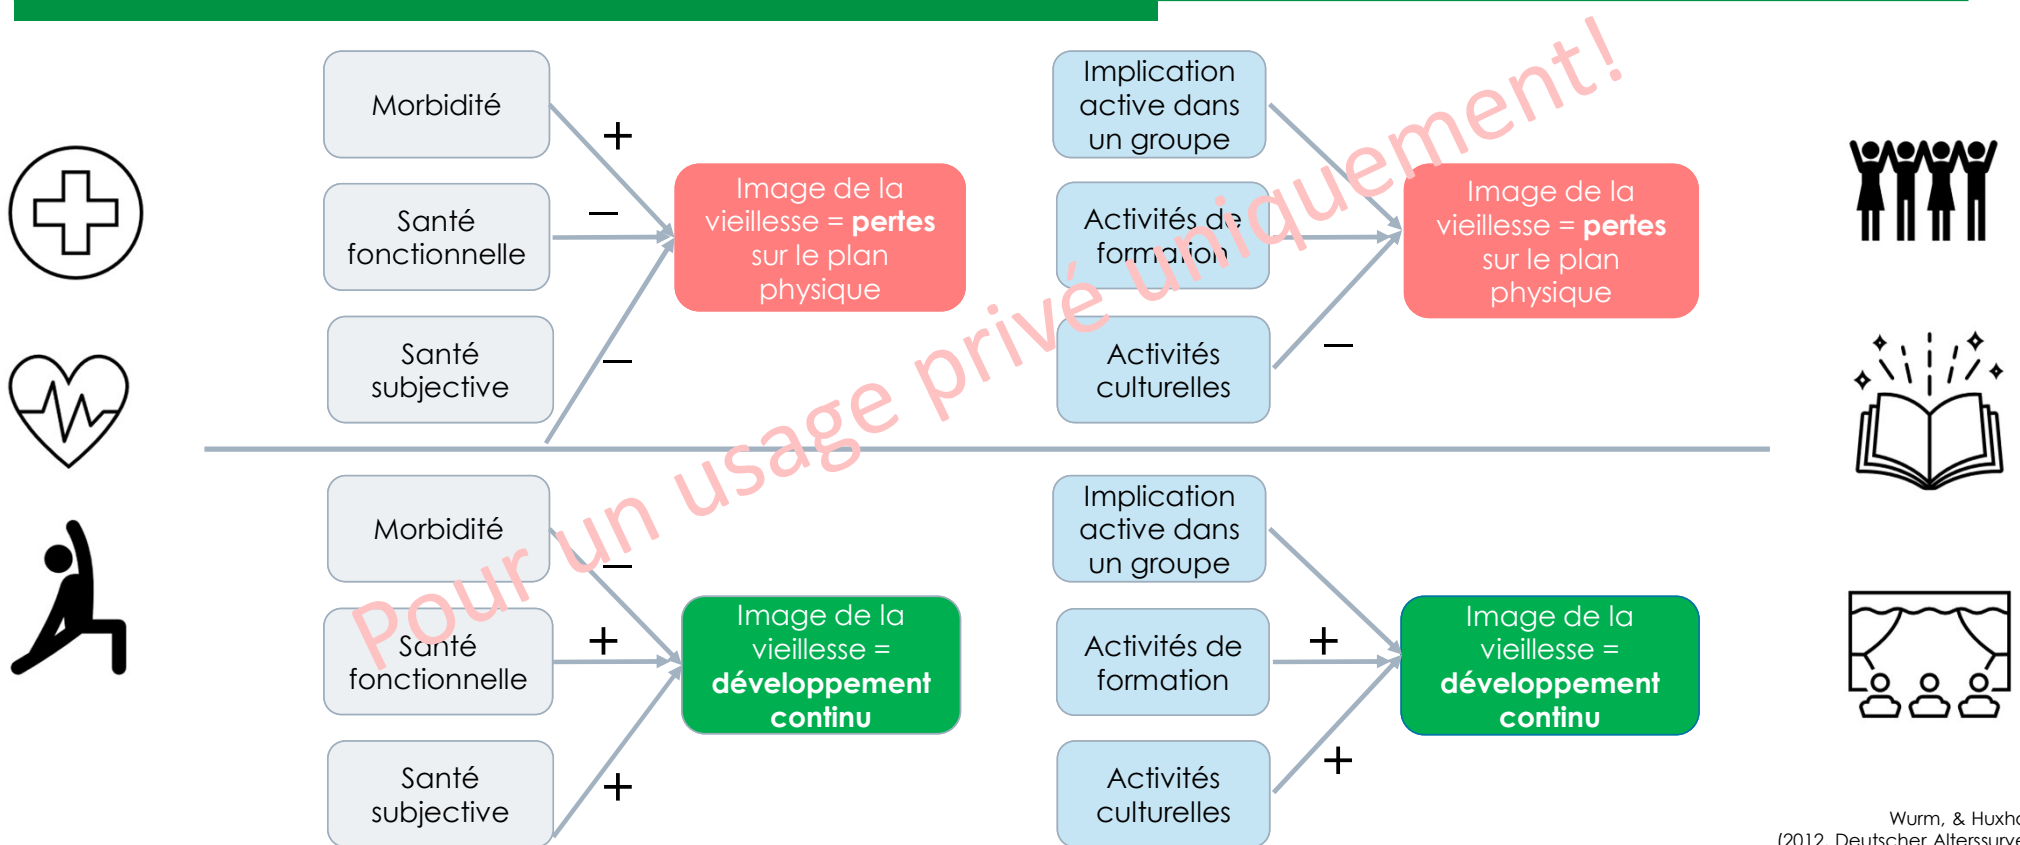 Morbidité
+
Santé
fonctionnelle
–
Santé
subjective
–
Image de la
vieillesse = pertes
sur le plan
physique
Implication
active dans
un groupe
Activités de
formation
Activités
culturelles
–
Image de la
vieillesse = pertes
sur le plan
physique
Morbidité
–
Santé
fonctionnelle
+
Santé
subjective
+
Image de la
vieillesse =
développement
continu
Implication
active dans
un groupe
Activités de
formation
+
Activités
culturelles
+
Image de la
vieillesse =
développement
continu
Pour un usage privé uniquement!
Wurm, & Huxho
(2012, Deutscher Alterssurve